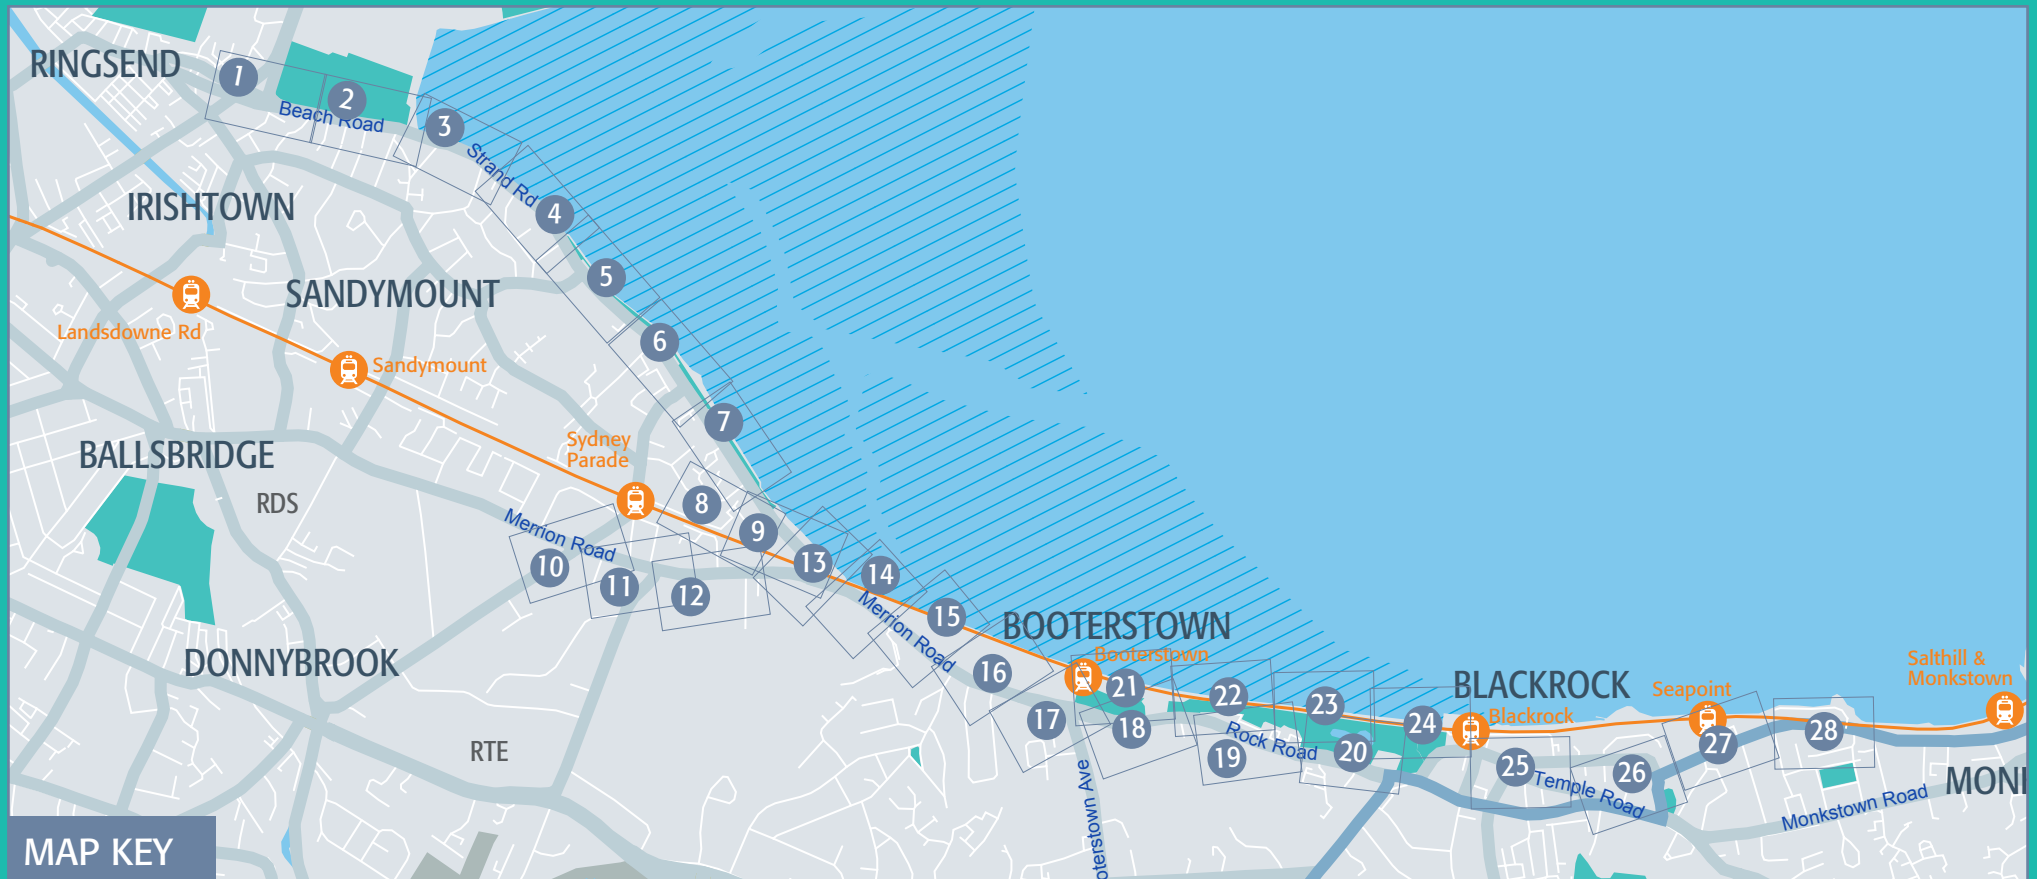 RINGSEND
1
2
Beach Road
3
Strand Rd
IRISHTOWN
4
5
SANDYMOUNT
Landsdowne Rd
6
Sandymount
7
Sydney
Parade
BALLSBRIDGE
RDS
8
Merrion Road
9
10
11
12
13
14
Merrion Road
15
BOOTERSTOWN
Booterstown
DONNYBROOK
16
17
21
18
22
23
Rock Road
19
20
24
BLACKROCK
Blackrock
Seapoint
Salthill &
Monkstown
27
28
RTE
25
Temple Road
26
oterstown Ave
Monkstown Road
MON
MAP KEY